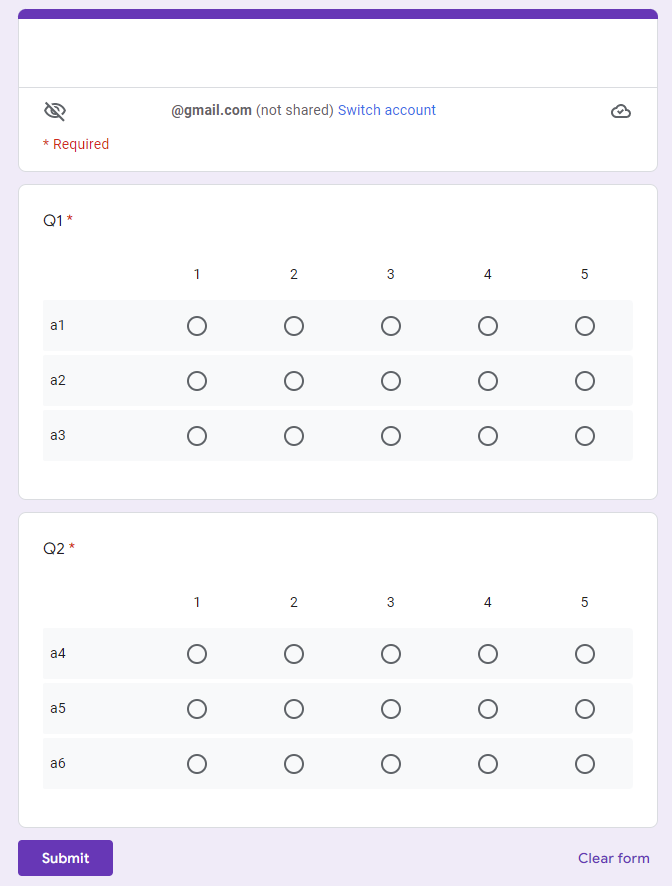 @gmail.com (not shared) Switch account
* Required
Q1 *
1 2 3 4 5
a1
a2
a3
Q2 *
1 2 3 4 5
a4
a5
a6
Submit Clear form